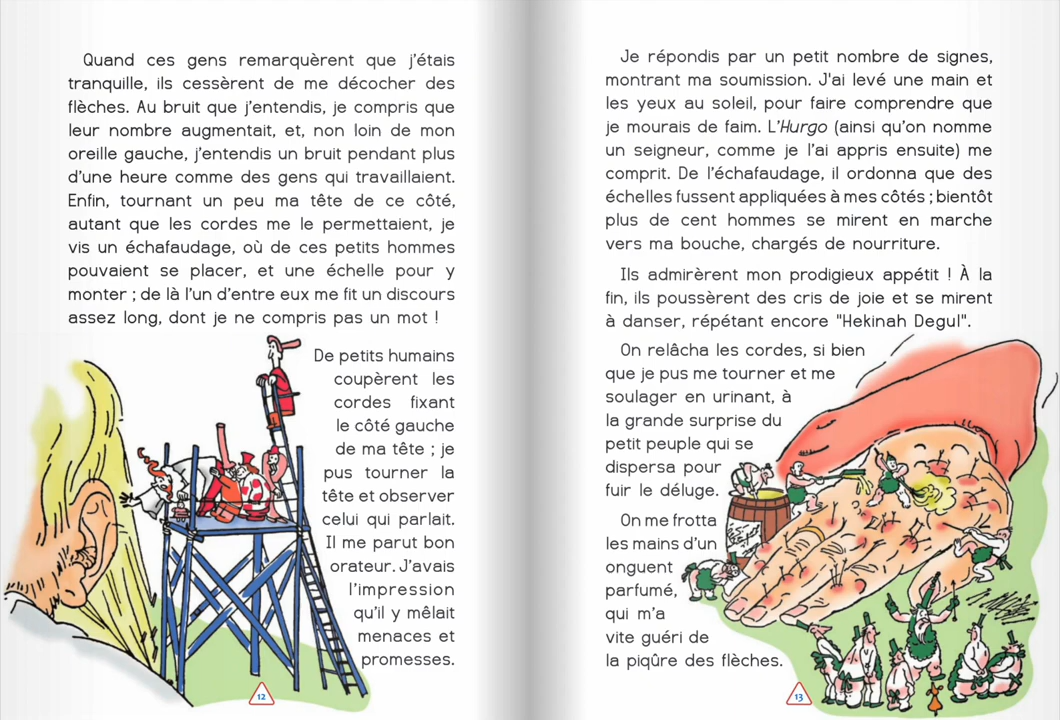 Quand ces gens remarquèrent que j'étais
tranquille, ils cessèrent de me décocher des
flèches. Au bruit que j'entendis, je compris que
leur nombre augmentait, et, non loin de mon
oreille gauche, j'entendis un bruit pendant plus
d'une heure comme des gens qui travaillaient.
Enfin, tournant un peu ma tête de ce côté,
autant que les cordes me le permettaient, je
vis un échafaudage, où de ces petits hommes
pouvaient se placer, et une échelle pour y
monter ; de là l'un d'entre eux me fit un discours
assez long, dont je ne compris pas un mot !
De petits humains
coupèrent les
cordes fixant
le côté gauche
de ma tête ; je
pus tourner la
tête et observer
celui qui parlait.
Il me parut bon
orateur. J'avais
l'impression
qu'il y mêlait
menaces et
promesses.
12
Je répondis par un petit nombre de signes,
montrant ma soumission. J'ai levé une main et
les yeux au soleil, pour faire comprendre que
je mourais de faim. L'Hurgo (ainsi qu'on nomme
un seigneur, comme je l'ai appris ensuite) me
comprit. De l'échafaudage, il ordonna que des
échelles fussent appliquées à mes côtés ; bientôt
plus de cent hommes se mirent en marche
vers ma bouche, chargés de nourriture.
Ils admirèrent mon prodigieux appétit ! À la
fin, ils poussèrent des cris de joie et se mirent
à danser, répétant encore "Hekinah Degul".
On relâcha les cordes, si bien
que je pus me tourner et me
soulager en urinant, à
la grande surprise du
petit peuple qui se
dispersa pour
fuir le déluge.
On me frotta
les mains d'un
onguent
parfumé,
qui m'a
vite guéri de
la piqûre des flèches.
13